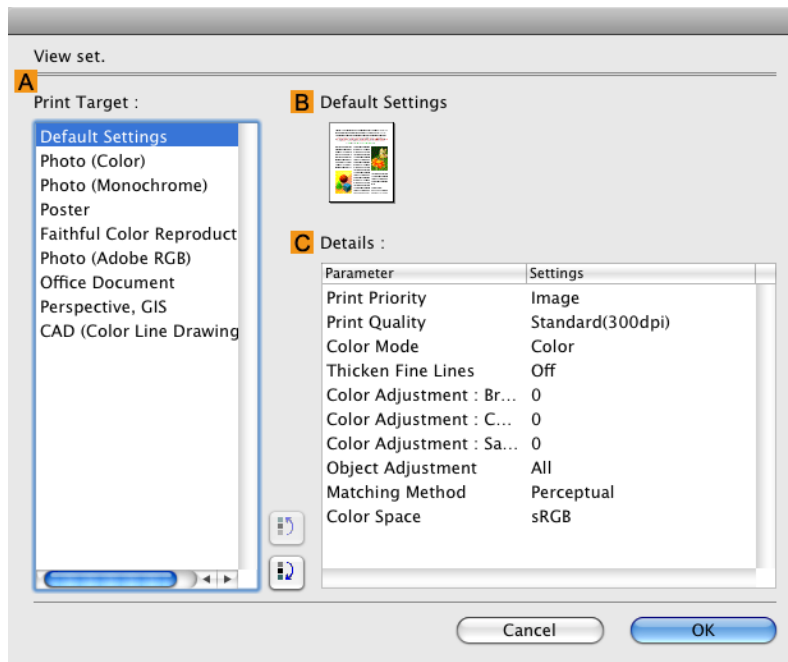 View set.
A
Print Target :
Default Settings
Photo (Color)
Photo (Monochrome)
Poster
Faithful Color Reproduct
Photo (Adobe RGB)
Office Document
Perspective, GIS
CAD (Color Line Drawing
B Default Settings
C Details :
Parameter Settings
Print Priority Image
Print Quality Standard(300dpi)
Color Mode Color
Thicken Fine Lines Off
Color Adjustment : Br... 0
Color Adjustment : C... 0
Color Adjustment : Sa... 0
Object Adjustment All
Matching Method Perceptual
Color Space sRGB
Cancel OK